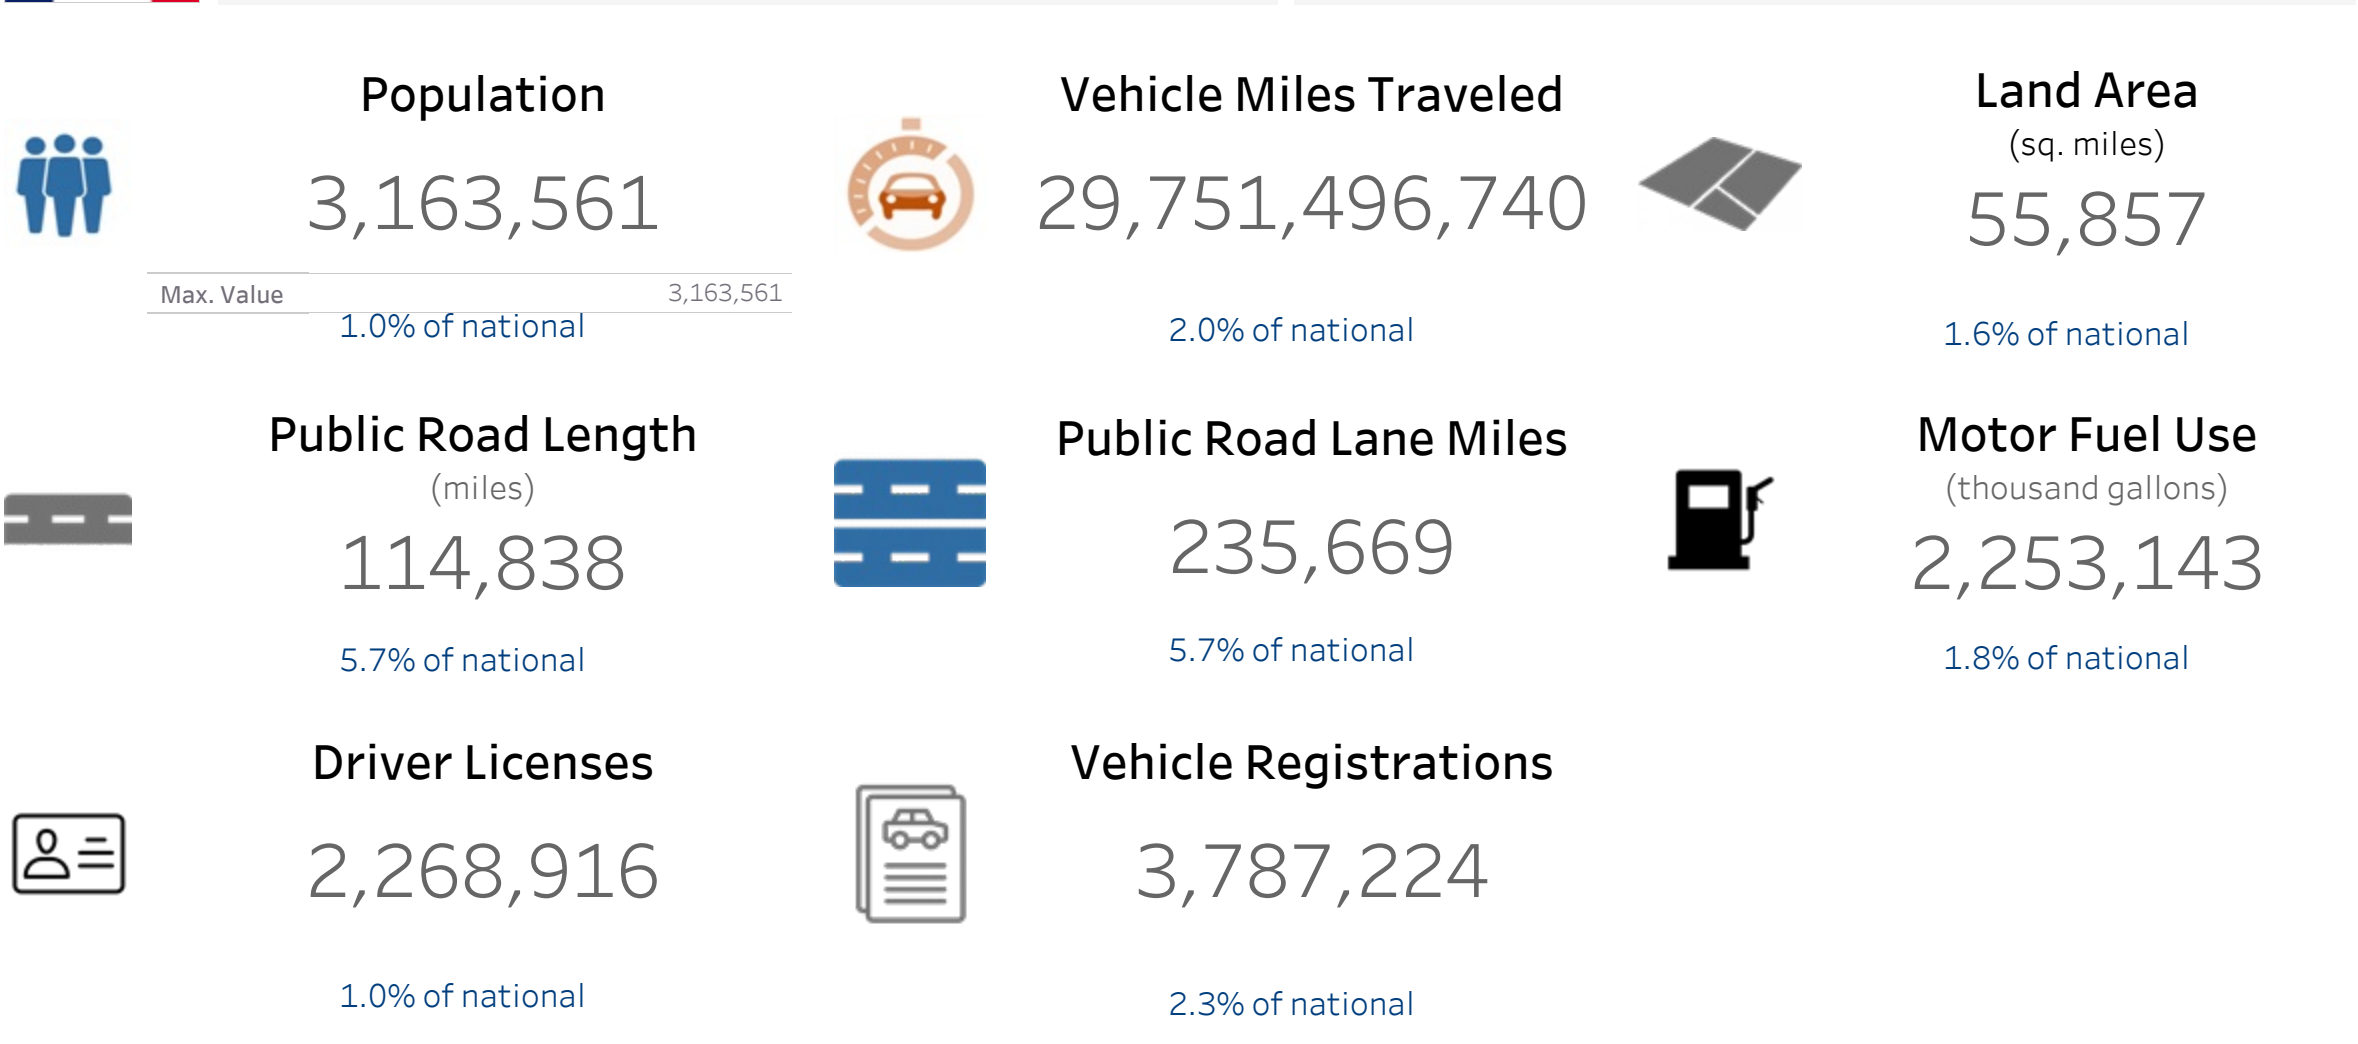 Population
3,163,561
Max. Value 3,163,561
1.0% of national
Vehicle Miles Traveled
29,751,496,740
2.0% of national
Land Area
(sq. miles)
55,857
1.6% of national
Public Road Length
(miles)
114,838
5.7% of national
Public Road Lane Miles
235,669
5.7% of national
Motor Fuel Use
(thousand gallons)
2,253,143
1.8% of national
Driver Licenses
2,268,916
1.0% of national
Vehicle Registrations
3,787,224
2.3% of national